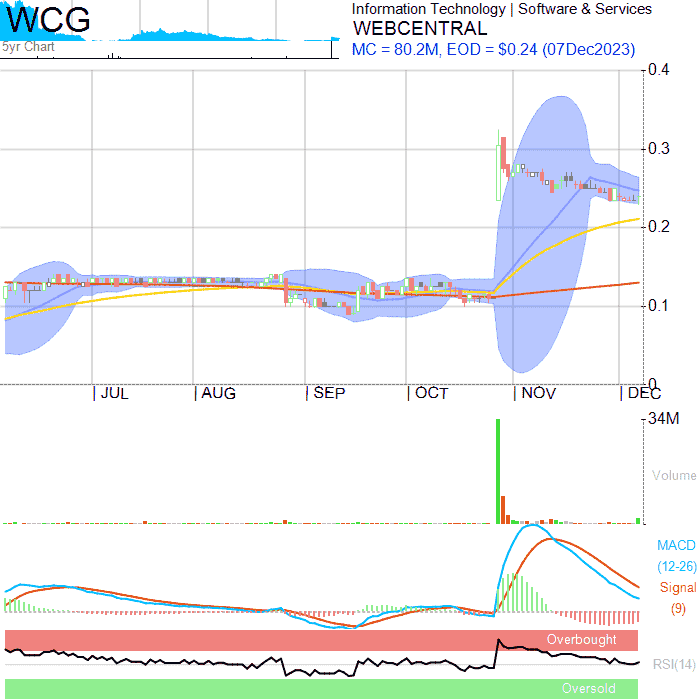 WCG
5yr Chart
Information Technology | Software & Services
WEBCENTRAL
MC = 80.2M, EOD = $0.24 (07Dec2023)
0.4
0.3
0.2
0.1
0
JUL AUG SEP OCT NOV DEC
34M
Volume
MACD
(12-26)
Signal
(9)
Overbought
RSI(14)
Oversold